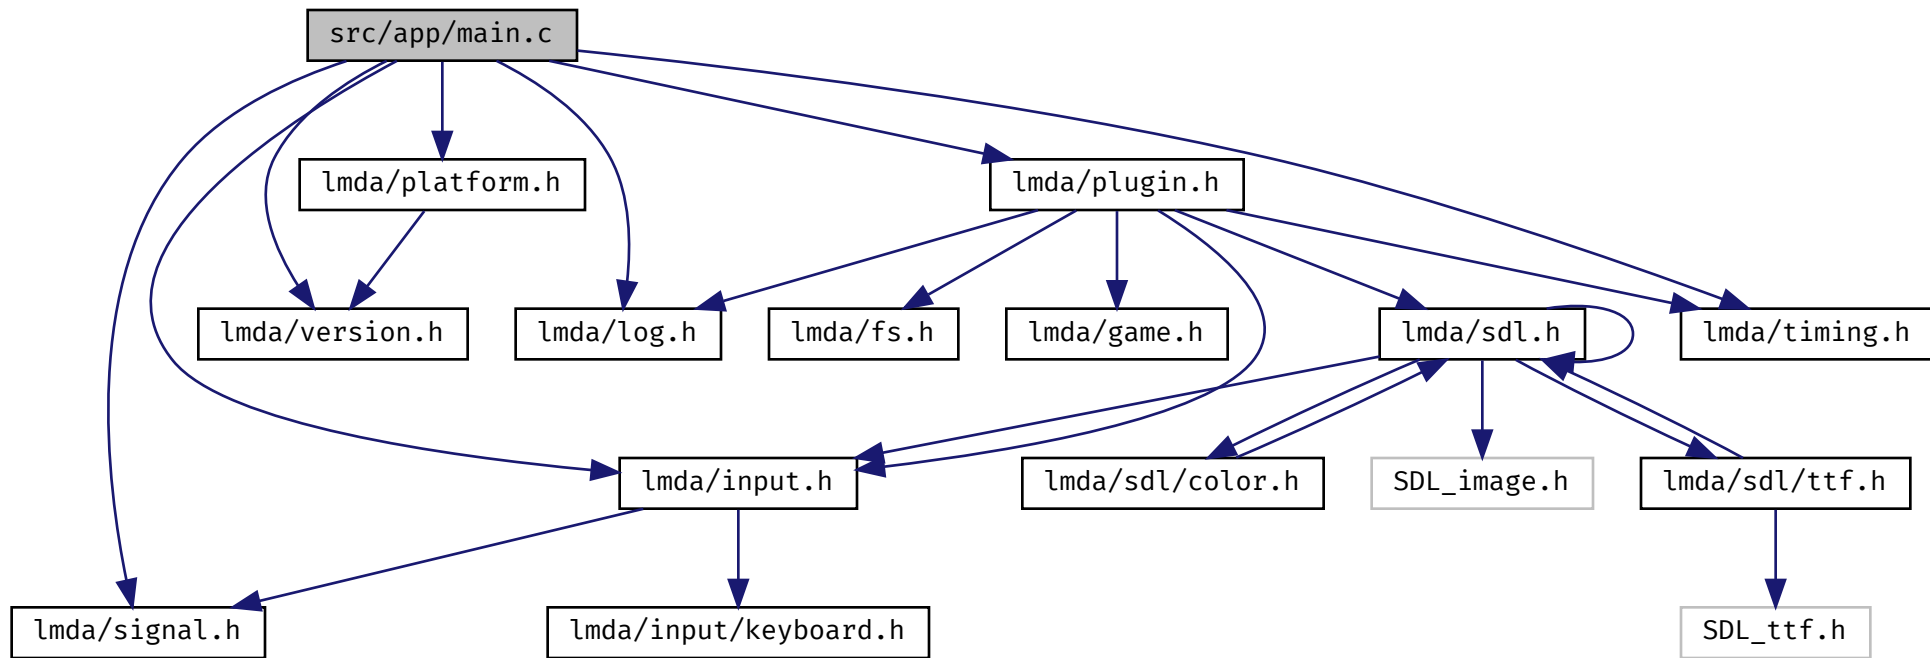 src/app/main.c
lmda/platform.h
lmda/plugin.h
lmda/version.h
lmda/log.h
lmda/fs.h
lmda/game.h
lmda/sdl.h
lmda/timing.h
lmda/input.h
lmda/sdl/color.h
SDL_image.h
lmda/sdl/ttf.h
lmda/signal.h
lmda/input/keyboard.h
SDL_ttf.h